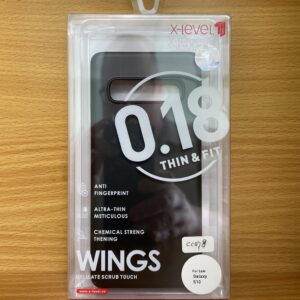 x-level
0.18
THIN & FIT
ANTI
FINGERPRINT
ALTRA-THIN
METICULOUS
CHEMICAL STRENG
THENING
WINGS
DELICATE SCRUB TOUCH
For SAM
Galaxy
S10